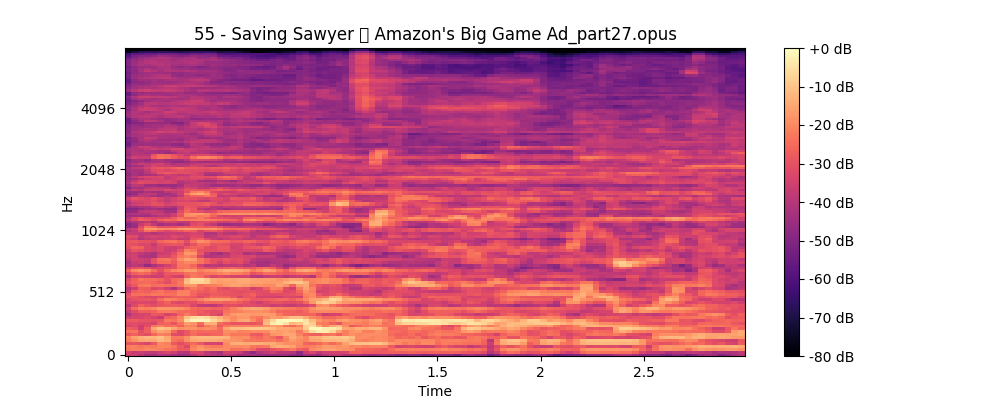 55 - Saving Sawyer ▯ Amazon's Big Game Ad_part27.opus
Hz
4096
2048
1024
512
0
0 0.5 1 1.5 2 2.5
Time
+0 dB
-10 dB
-20 dB
-30 dB
-40 dB
-50 dB
-60 dB
-70 dB
-80 dB